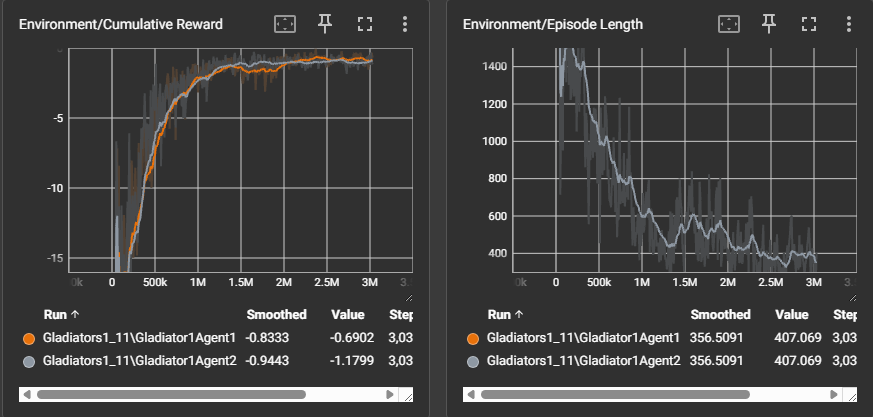 Environment/Cumulative Reward
-5
-10
-15
0 500k 1M 1.5M 2M 2.5M 3M
Run ↑ Smoothed Value Step
Gladiators1_11\Gladiator1Agent1 -0.8333 -0.6902 3,03
Gladiators1_11\Gladiator1Agent2 -0.9443 -1.1799 3,03
Environment/Episode Length
1400
1200
1000
800
600
400
0 500k 1M 1.5M 2M 2.5M 3M
Run ↑ Smoothed Value Step
Gladiators1_11\Gladiator1Agent1 356.5091 407.069 3,03
Gladiators1_11\Gladiator1Agent2 356.5091 407.069 3,03